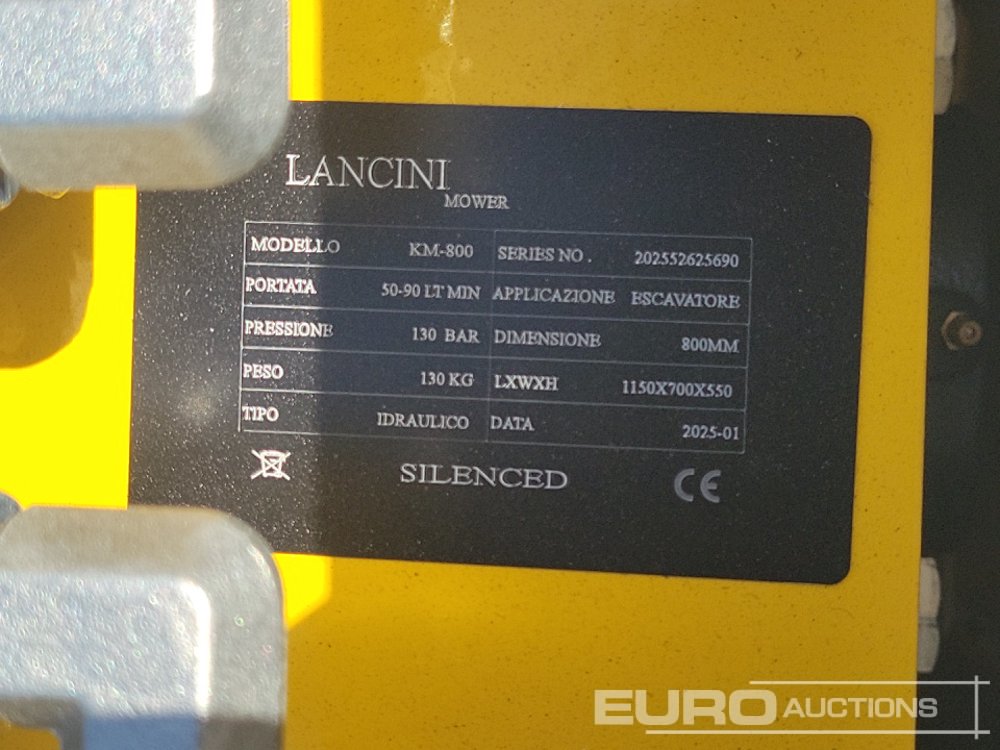 LANCINI
MOWER
MODELLO KM-800 SERIES NO. 202552625690
PORTATA 50-90 LT MIN APPLICAZIONE ESCAVATORE
PRESSIONE 130 BAR DIMENSIONE 800MM
PESO 130 KG LXWXH 1150X700X550
TIPO IDRAULICO DATA 2025-01
SILENCED CE
EURO AUCTIONS